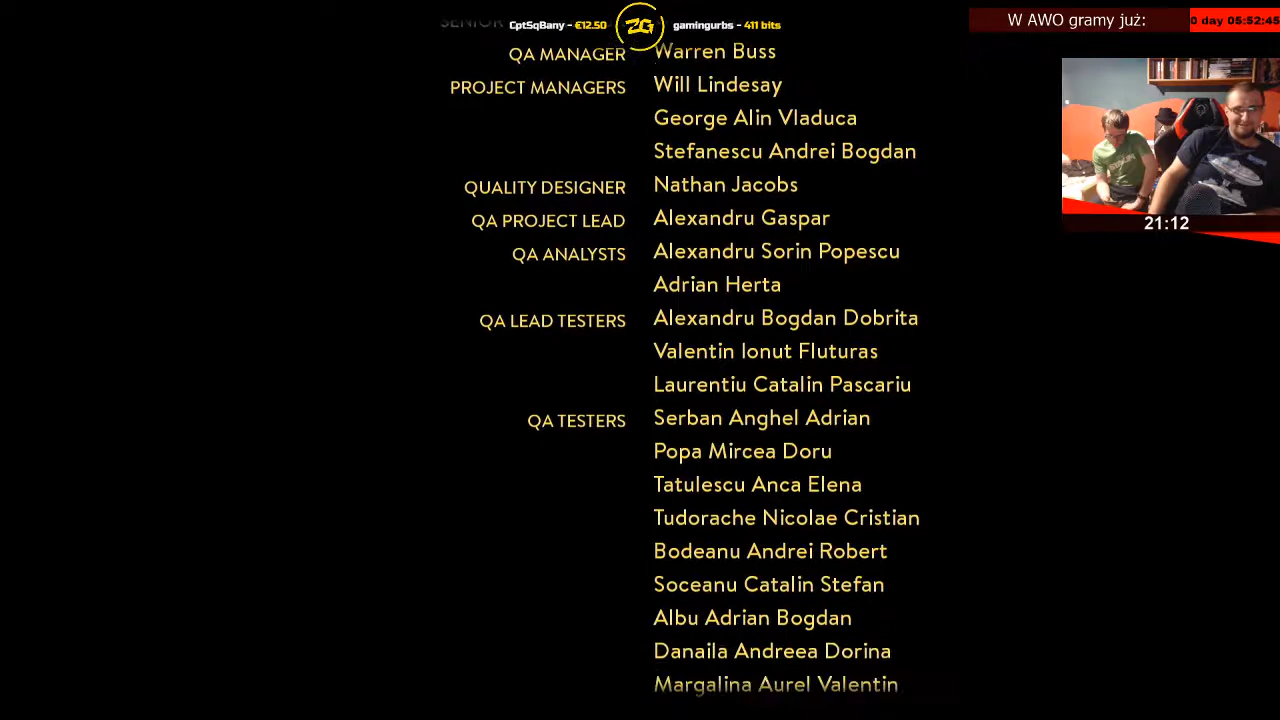 SENIOR
CptSqBany - €12.50
ZG
gamingurbs - 411 bits
W AWO gramy już:
0 day 05:52:45
QA MANAGER Warren Buss
PROJECT MANAGERS Will Lindesay
George Alin Vladuca
Stefanescu Andrei Bogdan
QUALITY DESIGNER Nathan Jacobs
QA PROJECT LEAD Alexandru Gaspar
21:12
QA ANALYSTS Alexandru Sorin Popescu
Adrian Herta
QA LEAD TESTERS Alexandru Bogdan Dobrita
Valentin Ionut Fluturas
Laurentiu Catalin Pascariu
QA TESTERS Serban Anghel Adrian
Popa Mircea Doru
Tatulescu Anca Elena
Tudorache Nicolae Cristian
Bodeanu Andrei Robert
Soceanu Catalin Stefan
Albu Adrian Bogdan
Danaila Andreea Dorina
Margalina Aurel Valentin